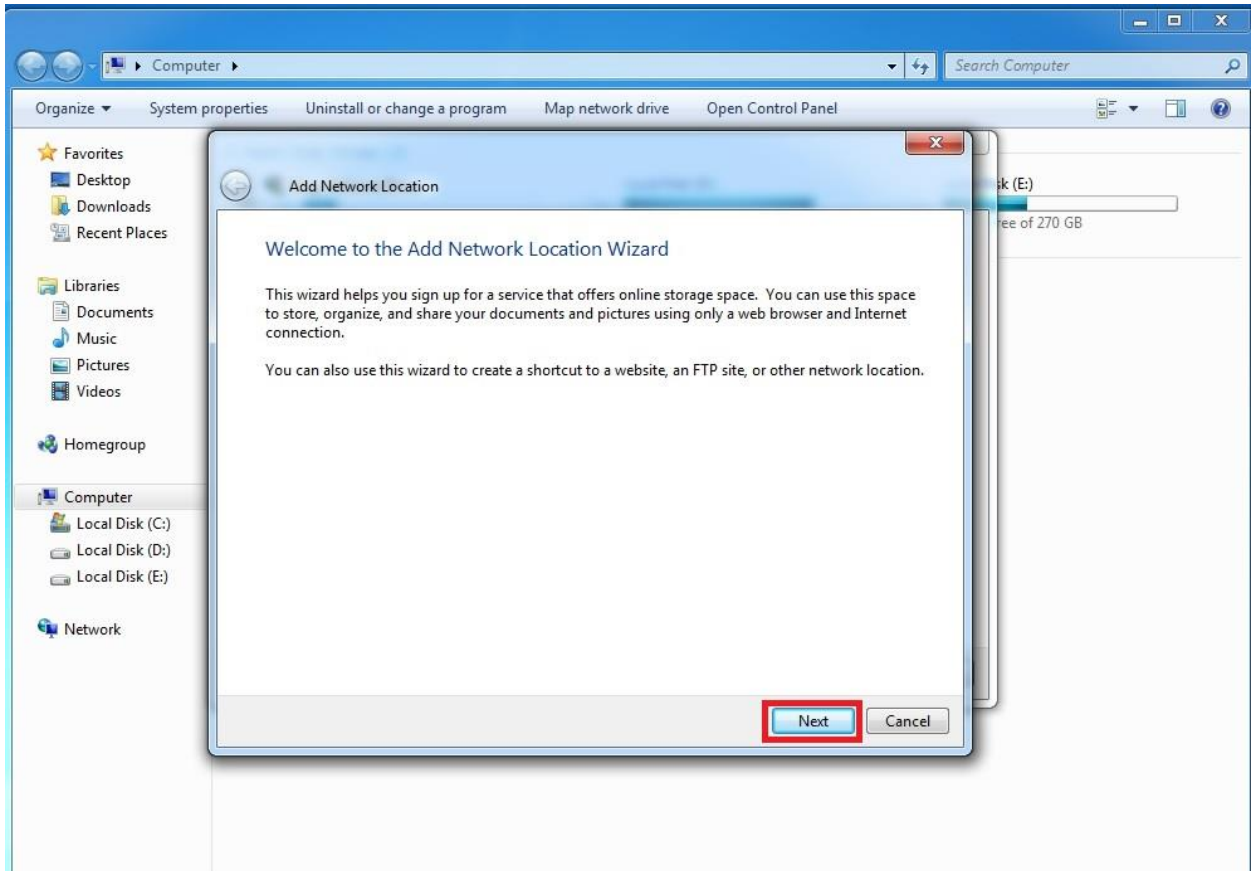 Computer
Search Computer
Organize System properties Uninstall or change a program Map network drive Open Control Panel
Favorites
Desktop
Downloads
Recent Places
Libraries
Documents
Music
Pictures
Videos
Homegroup
Computer
Local Disk (C:)
Local Disk (D:)
Local Disk (E:)
Network
Add Network Location
Welcome to the Add Network Location Wizard
This wizard helps you sign up for a service that offers online storage space. You can use this space
to store, organize, and share your documents and pictures using only a web browser and Internet
connection.
You can also use this wizard to create a shortcut to a website, an FTP site, or other network location.
Next Cancel
sk (E:)
ree of 270 GB